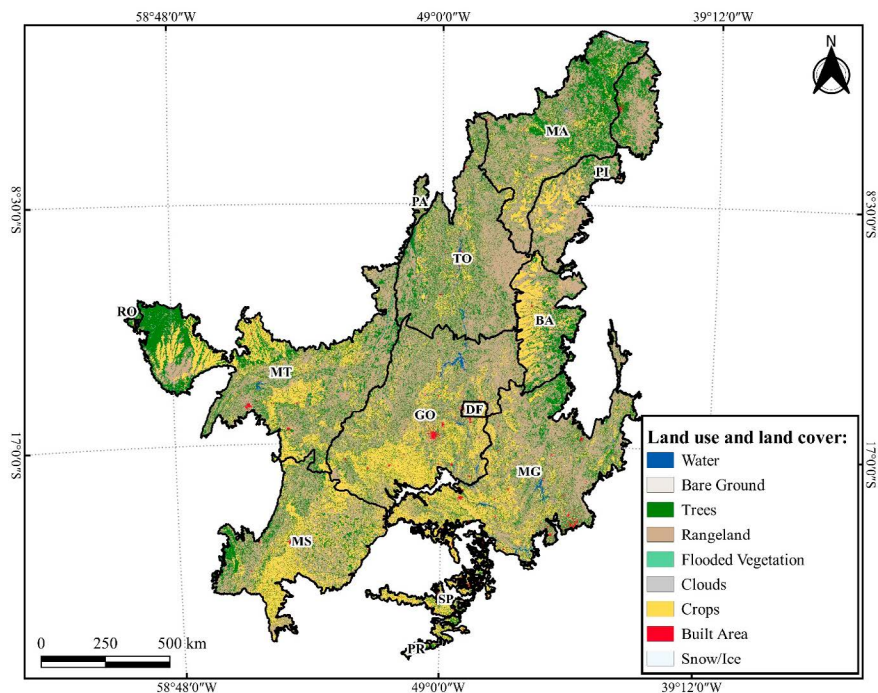 58°48'0"W 49°0'0"W 39°12'0"W
N
MA
PI
8°30'0"S 8°30'0"S
PA
TO
RO
BA
MT
GO DF
17°0'0"S 17°0'0"S
MG
MS
SP
PR
Land use and land cover:
Water
Bare Ground
Trees
Rangeland
Flooded Vegetation
Clouds
Crops
Built Area
Snow/Ice
0 250 500 km
58°48'0"W 49°0'0"W 39°12'0"W